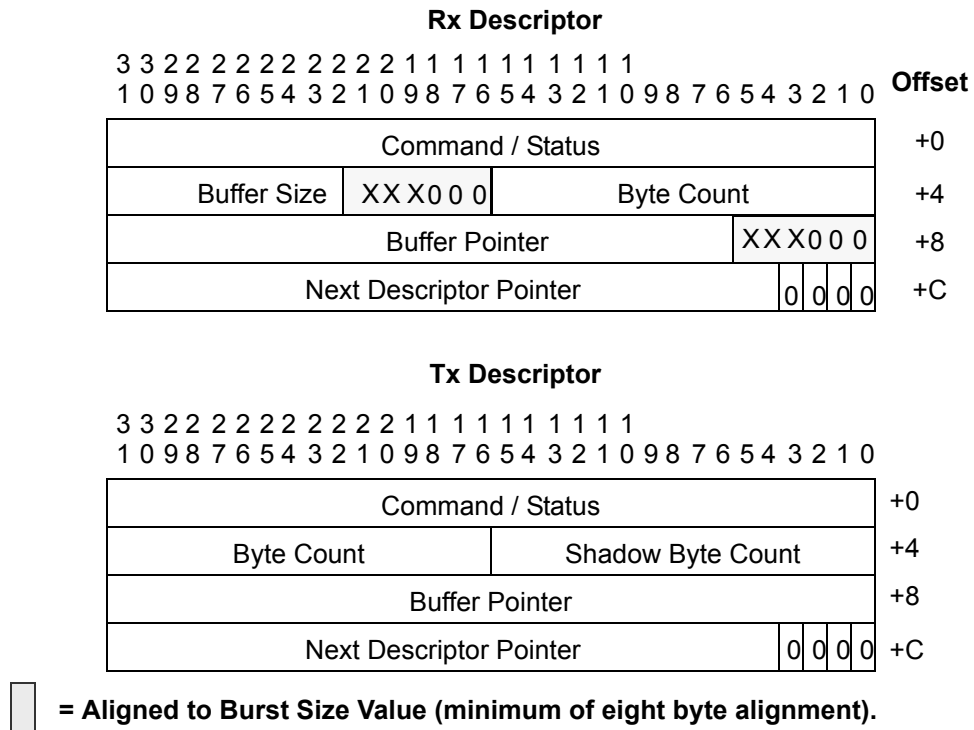 Rx Descriptor
3 3 2 2 2 2 2 2 2 2 2 2 1 1 1 1 1 1 1 1 1 1
1 0 9 8 7 6 5 4 3 2 1 0 9 8 7 6 5 4 3 2 1 0 9 8 7 6 5 4 3 2 1 0 Offset
Command / Status +0
Buffer Size X X X 0 0 0 Byte Count +4
Buffer Pointer X X X 0 0 0 +8
Next Descriptor Pointer 0 0 0 0 +C
Tx Descriptor
3 3 2 2 2 2 2 2 2 2 2 2 1 1 1 1 1 1 1 1 1 1
1 0 9 8 7 6 5 4 3 2 1 0 9 8 7 6 5 4 3 2 1 0 9 8 7 6 5 4 3 2 1 0
Command / Status +0
Byte Count Shadow Byte Count +4
Buffer Pointer +8
Next Descriptor Pointer 0 0 0 0 +C
= Aligned to Burst Size Value (minimum of eight byte alignment).